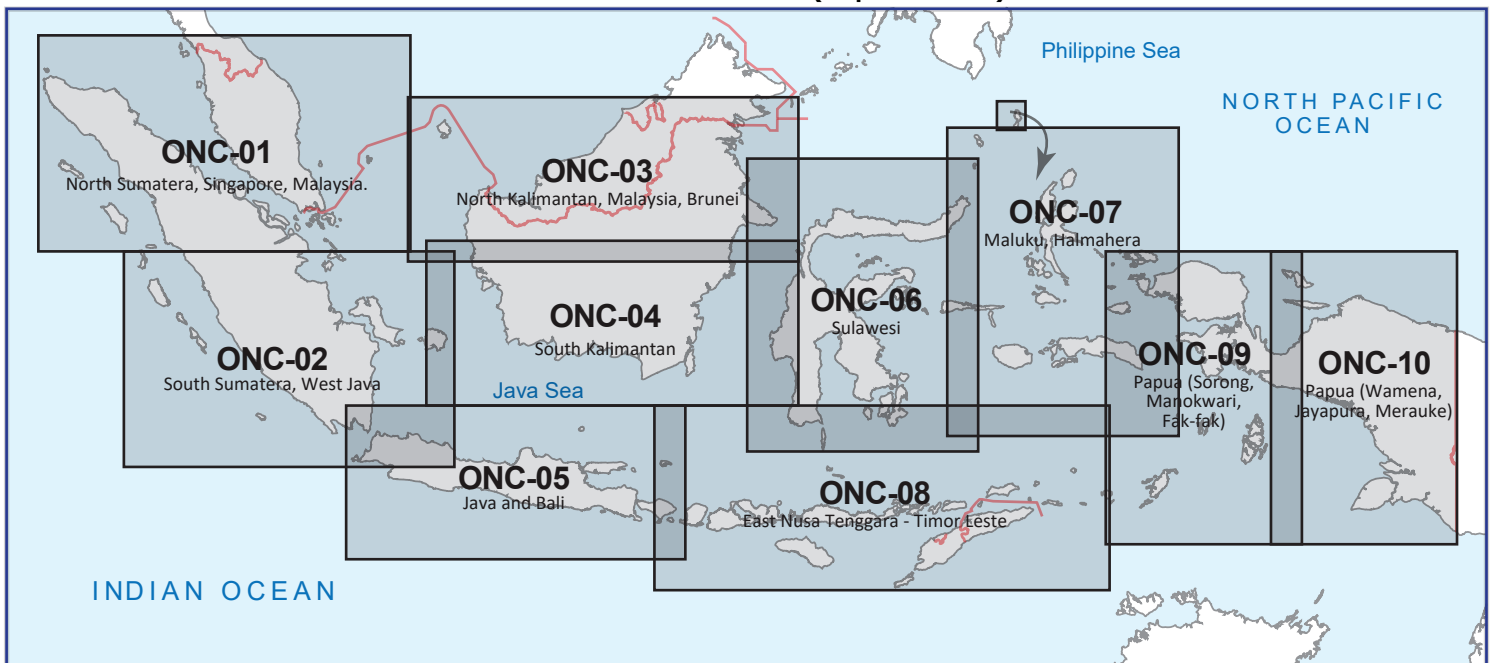 Philippine Sea
NORTH PACIFIC
OCEAN
ONC-01
North Sumatera, Singapore, Malaysia.
ONC-03
North Kalimantan, Malaysia, Brunei
ONC-07
Maluku, Halmahera
ONC-06
Sulawesi
ONC-04
South Kalimantan
ONC-02
South Sumatera, West Java
ONC-09
Papua (Sorong,
Manokwari,
Fak-fak)
ONC-10
Papua (Wamena,
Jayapura, Merauke)
Java Sea
ONC-05
Java and Bali
ONC-08
East Nusa Tenggara - Timor Leste
INDIAN OCEAN